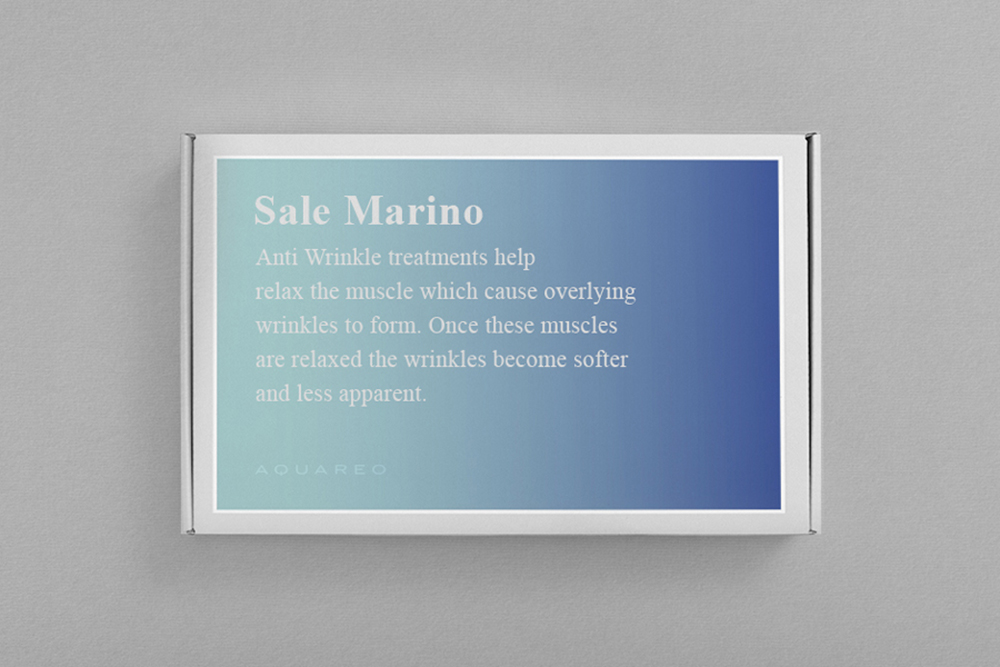 Sale Marino
Anti Wrinkle treatments help
relax the muscle which cause overlying
wrinkles to form. Once these muscles
are relaxed the wrinkles become softer
and less apparent.
AQUAREO